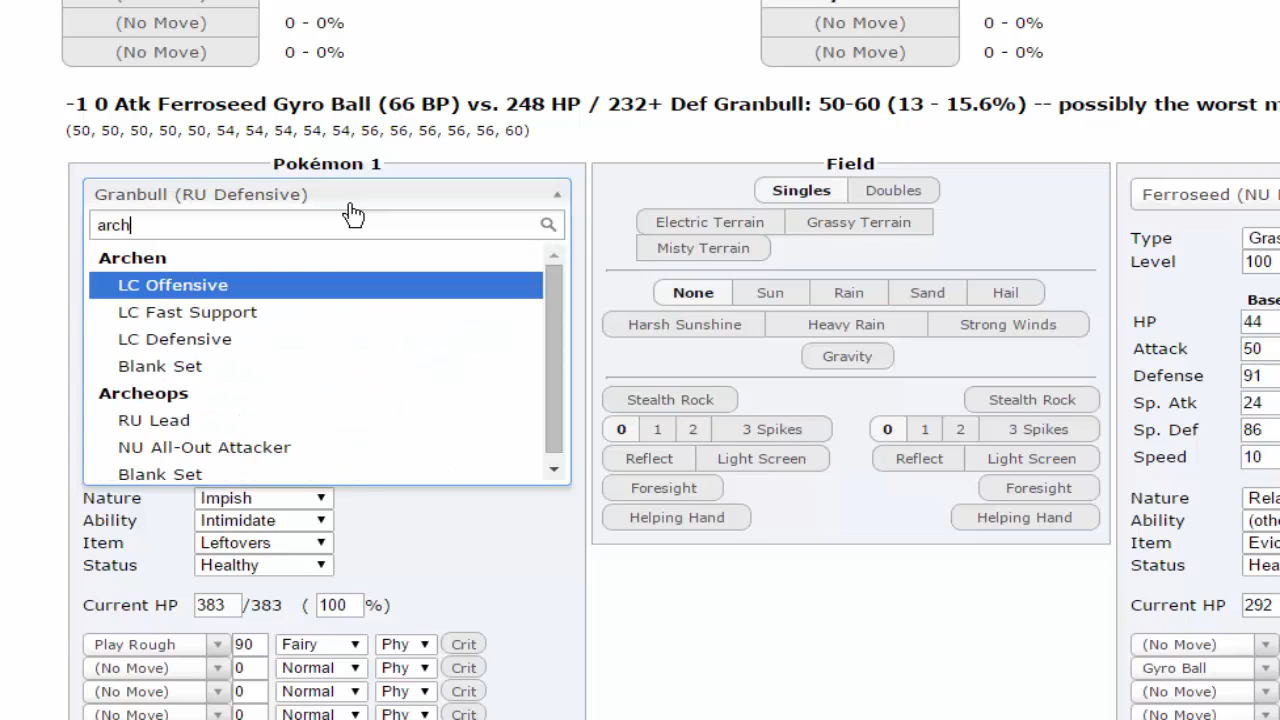 (No Move) 0 - 0% (No Move) 0 - 0%
(No Move) 0 - 0% (No Move) 0 - 0%
-1 0 Atk Ferroseed Gyro Ball (66 BP) vs. 248 HP / 232+ Def Granbull: 50-60 (13 - 15.6%) -- possibly the worst m
(50, 50, 50, 50, 50, 54, 54, 54, 54, 54, 56, 56, 56, 56, 56, 60)
Pokémon 1
Granbull (RU Defensive)
arch
Archen
LC Offensive
LC Fast Support
LC Defensive
Blank Set
Archeops
RU Lead
NU All-Out Attacker
Blank Set
Nature Impish
Ability Intimidate
Item Leftovers
Status Healthy
Current HP 383 /383 ( 100 %)
Play Rough 90 Fairy Phy Crit
(No Move) 0 Normal Phy Crit
(No Move) 0 Normal Phy Crit
(No Move) 0 Normal Phy Crit
Field
Singles Doubles
Electric Terrain Grassy Terrain
Misty Terrain
None Sun Rain Sand Hail
Harsh Sunshine Heavy Rain Strong Winds
Gravity
Stealth Rock Stealth Rock
0 1 2 3 Spikes 0 1 2 3 Spikes
Reflect Light Screen Reflect Light Screen
Foresight Foresight
Helping Hand Helping Hand
Ferroseed (NU
Type Gras
Level 100
Base
HP 44
Attack 50
Defense 91
Sp. Atk 24
Sp. Def 86
Speed 10
Nature Rela
Ability (othe
Item Evio
Status Hea
Current HP 292
(No Move)
Gyro Ball
(No Move)
(No Move)